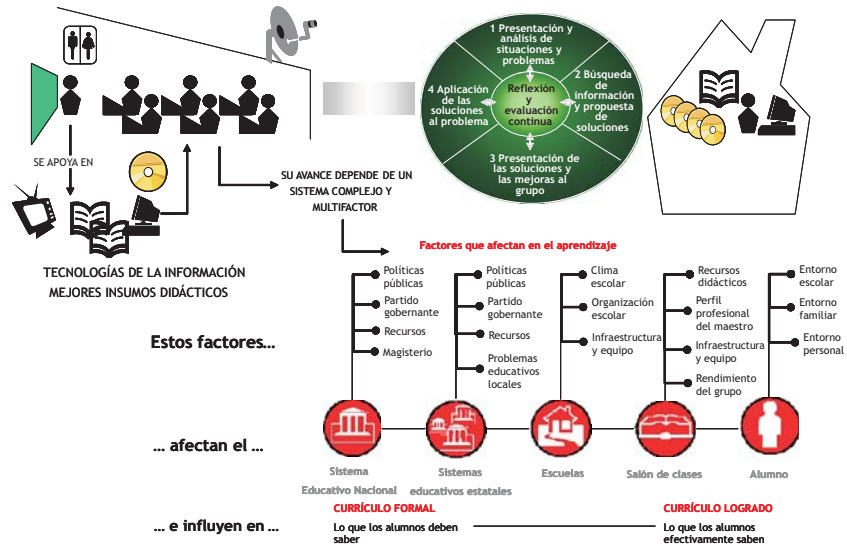 1 Presentación y
análisis de
situaciones y
problemas
2 Búsqueda
de
información
y propuesta
de
soluciones
3 Presentación de
las soluciones y
las mejoras al
grupo
4 Aplicación
de las
soluciones
al problema
Reflexión
y
evaluación
continua
SE APOYA EN
SU AVANCE DEPENDE DE UN
SISTEMA COMPLEJO Y
MULTIFACTOR
TECNOLOGÍAS DE LA INFORMACIÓN
MEJORES INSUMOS DIDÁCTICOS
Factores que afectan en el aprendizaje
Estos factores...
Políticas
públicas
Partido
gobernante
Recursos
Magisterio
Políticas
públicas
Partido
gobernante
Recursos
Problemas
educativos
locales
Clima
escolar
Organización
escolar
Infraestructura
y equipo
Recursos
didácticos
Perfil
profesional
del maestro
Infraestructura
y equipo
Rendimiento
del grupo
Entorno
escolar
Entorno
familiar
Entorno
personal
... afectan el ...
Sistema
Educativo Nacional
Sistemas
educativos estatales
Escuelas
Salón de clases
Alumno
... e influyen en ...
CURRÍCULO FORMAL
Lo que los alumnos deben
saber
CURRÍCULO LOGRADO
Lo que los alumnos
efectivamente saben